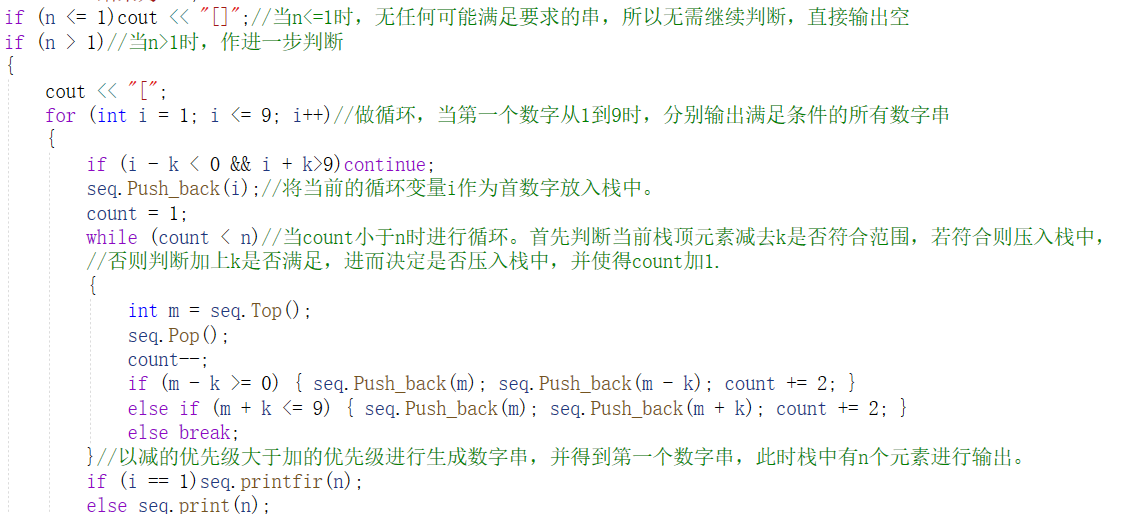 if (n <= 1)cout << "[]";//当n<=1时，无任何可能满足要求的串，所以无需继续判断，直接输出空
if (n > 1)//当n>1时，作进一步判断
{
cout << "[";
for (int i = 1; i <= 9; i++)//做循环，当第一个数字从1到9时，分别输出满足条件的所有数字串
{
if (i - k < 0 && i + k>9)continue;
seq.Push_back(i);//将当前的循环变量i作为首数字放入栈中。
count = 1;
while (count < n)//当count小于n时进行循环。首先判断当前栈顶元素减去k是否符合范围，若符合则压入栈中，
//否则判断加上k是否满足，进而决定是否压入栈中，并使得count加1.
{
int m = seq.Top();
seq.Pop();
count--;
if (m - k >= 0) { seq.Push_back(m); seq.Push_back(m - k); count += 2; }
else if (m + k <= 9) { seq.Push_back(m); seq.Push_back(m + k); count += 2; }
else break;
}//以减的优先级大于加的优先级进行生成数字串，并得到第一个数字串，此时栈中有n个元素进行输出。
if (i == 1)seq.printfir(n);
else seq.print(n);